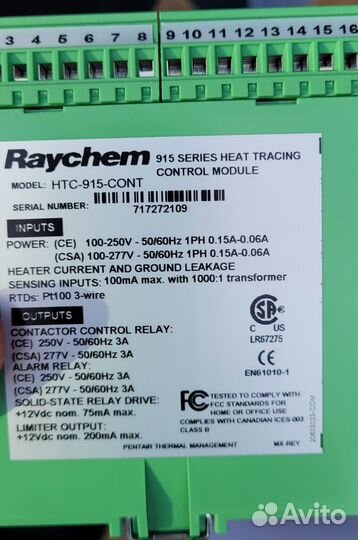 3 4 5 6 7 8 9 10 11 12 13 14 15 16
Raychem 915 SERIES HEAT TRACING
CONTROL MODULE
MODEL: HTC-915-CONT
SERIAL NUMBER:
717272109
INPUTS
POWER: (CE) 100-250V - 50/60Hz 1PH 0.15A-0.06A
(CSA) 100-277V - 50/60Hz 1PH 0.15A-0.06A
HEATER CURRENT AND GROUND LEAKAGE
SENSING INPUTS: 100mA max. with 1000:1 transformer
RTDs: Pt100 3-wire
OUTPUTS
CONTACTOR CONTROL RELAY:
(CE) 250V - 50/60Hz 3A
(CSA) 277V - 50/60Hz 3A
ALARM RELAY:
(CE) 250V - 50/60Hz 3A
(CSA) 277V - 50/60Hz 3A
SOLID-STATE RELAY DRIVE:
+12Vdc nom. 75mA max.
LIMITER OUTPUT:
+12Vdc nom. 200mA max.
SA
C US
LR67275
CE
EN61010-1
FC TESTED TO COMPLY WITH
FCC STANDARDS FOR
HOME OR OFFICE USE
COMPLIES WITH CANADIAN ICES-003
CLASS B
PENTAIR THERMAL MANAGEMENT MX-REY
Avito